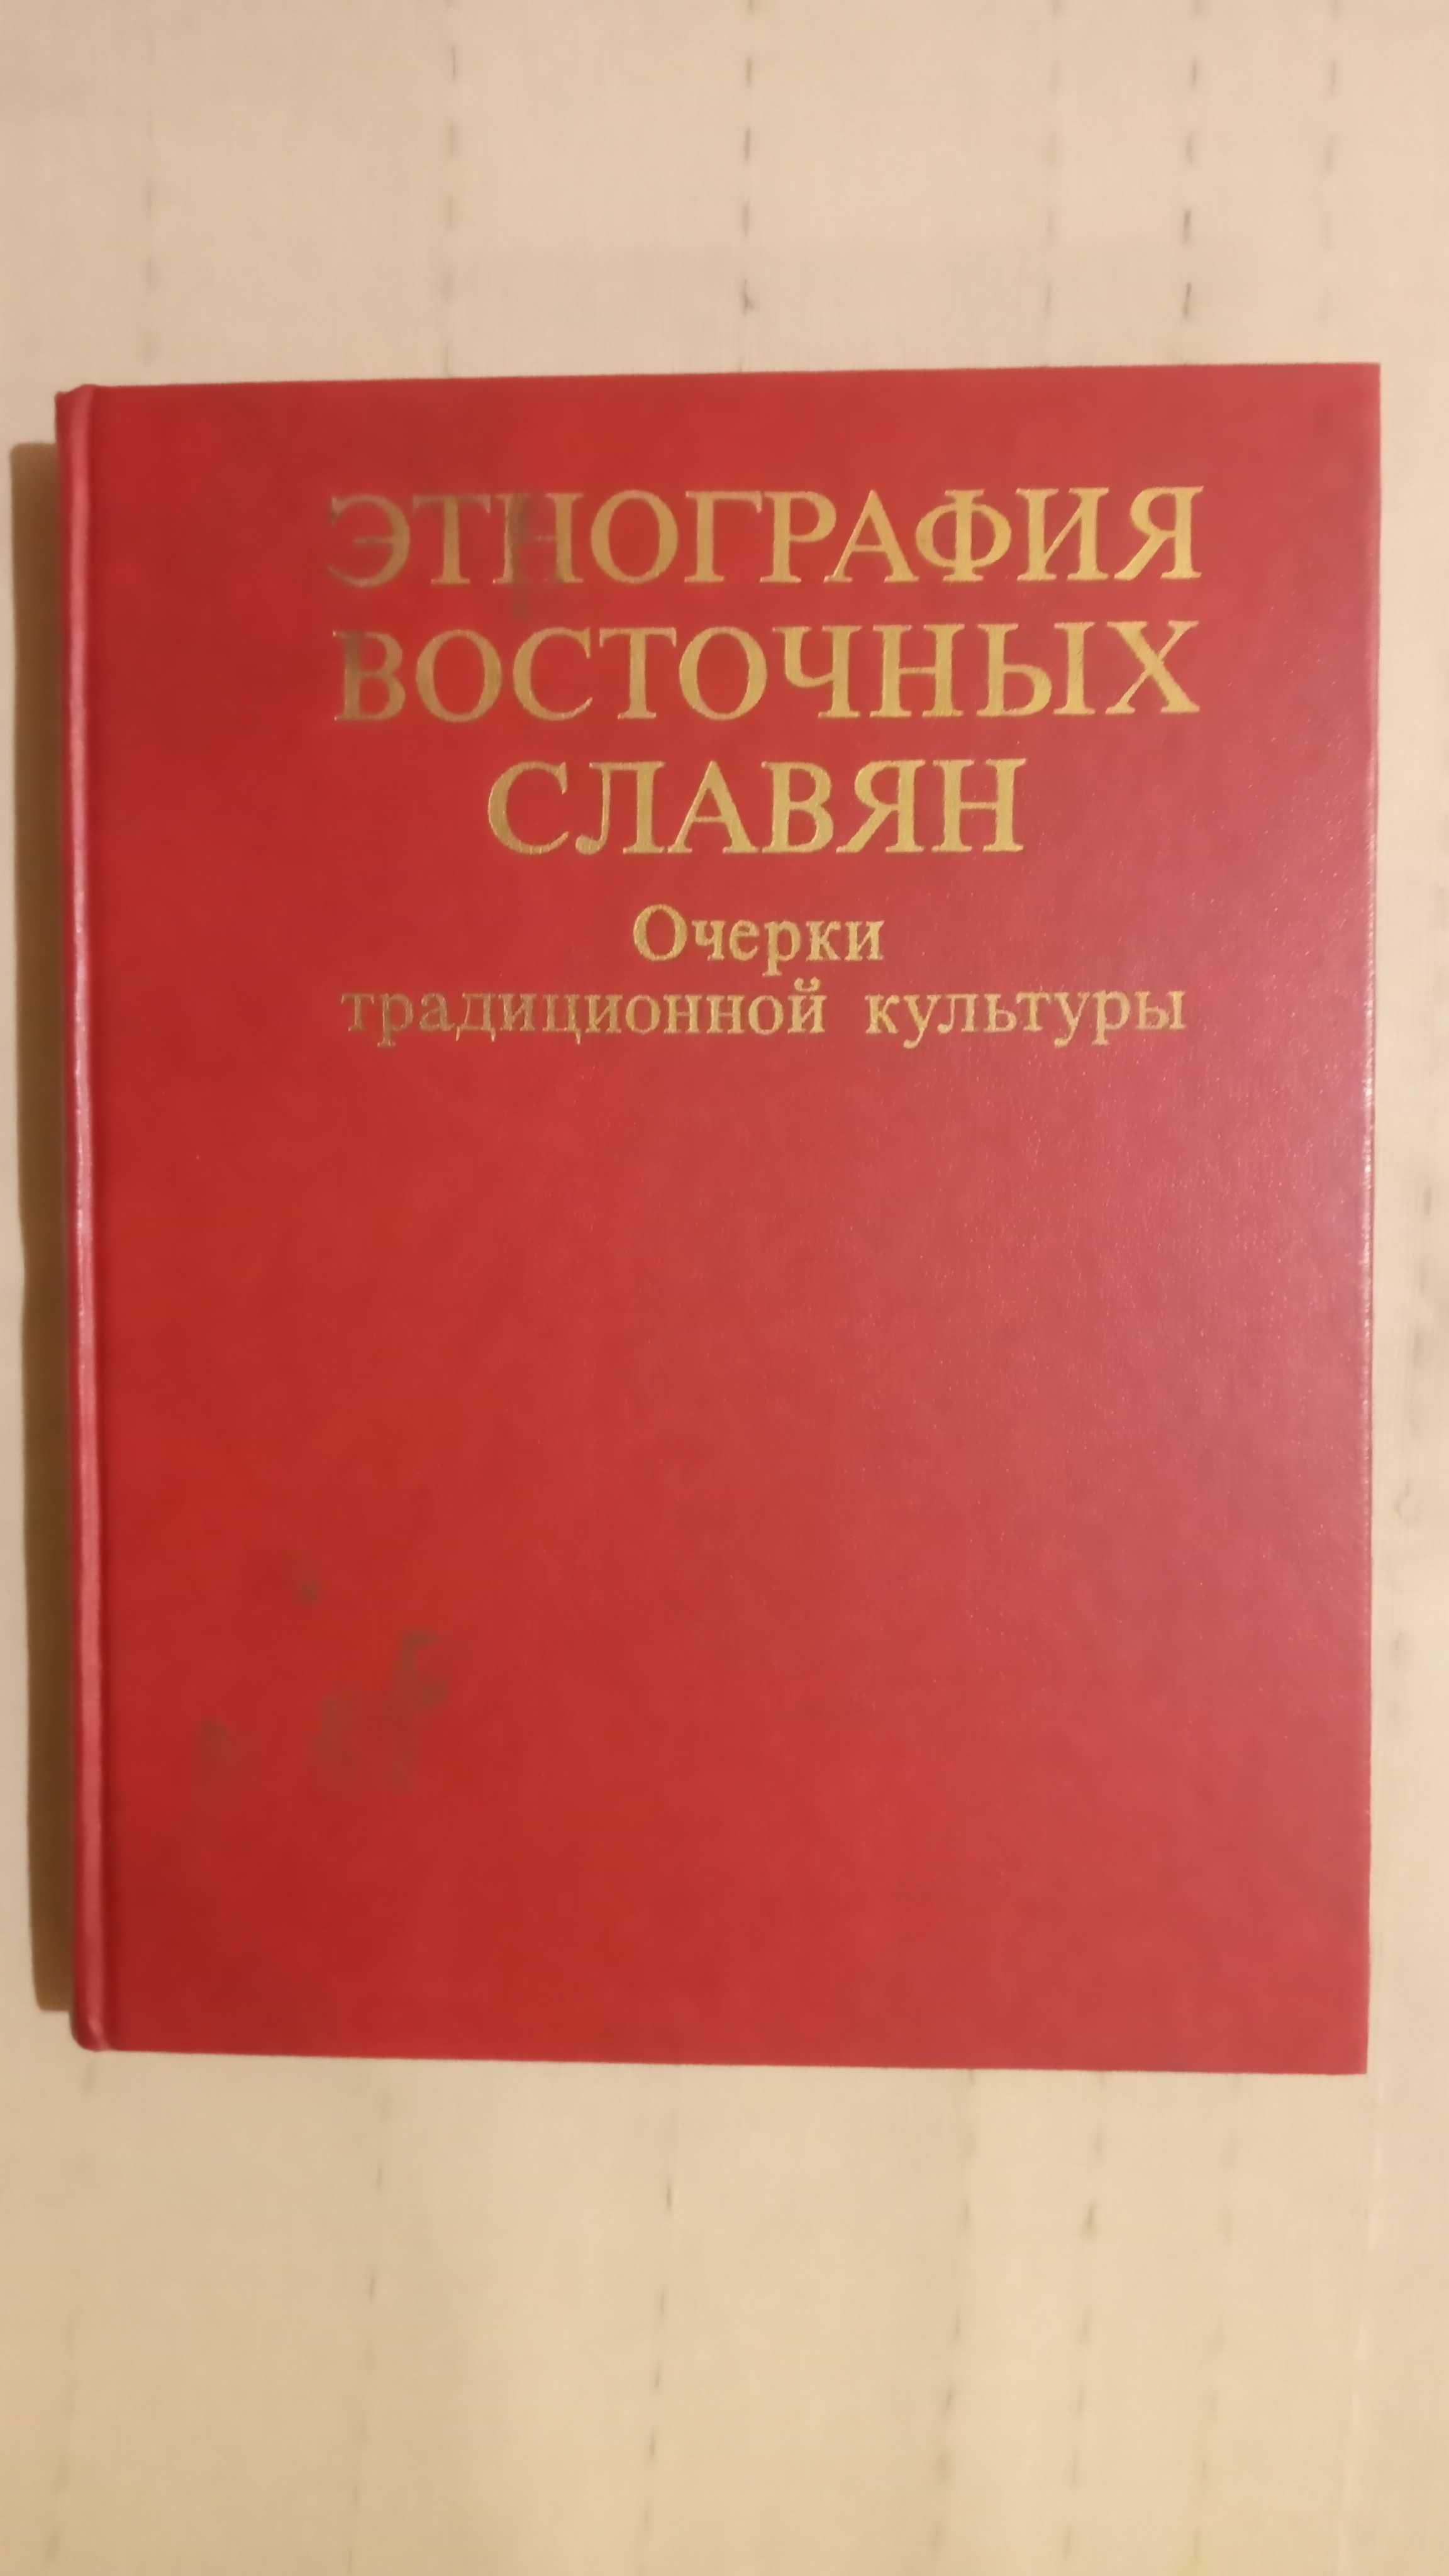 ЭТНОГРАФИЯ
ВОСТОЧНЫХ
СЛАВЯН
Очерки
традиционной культуры